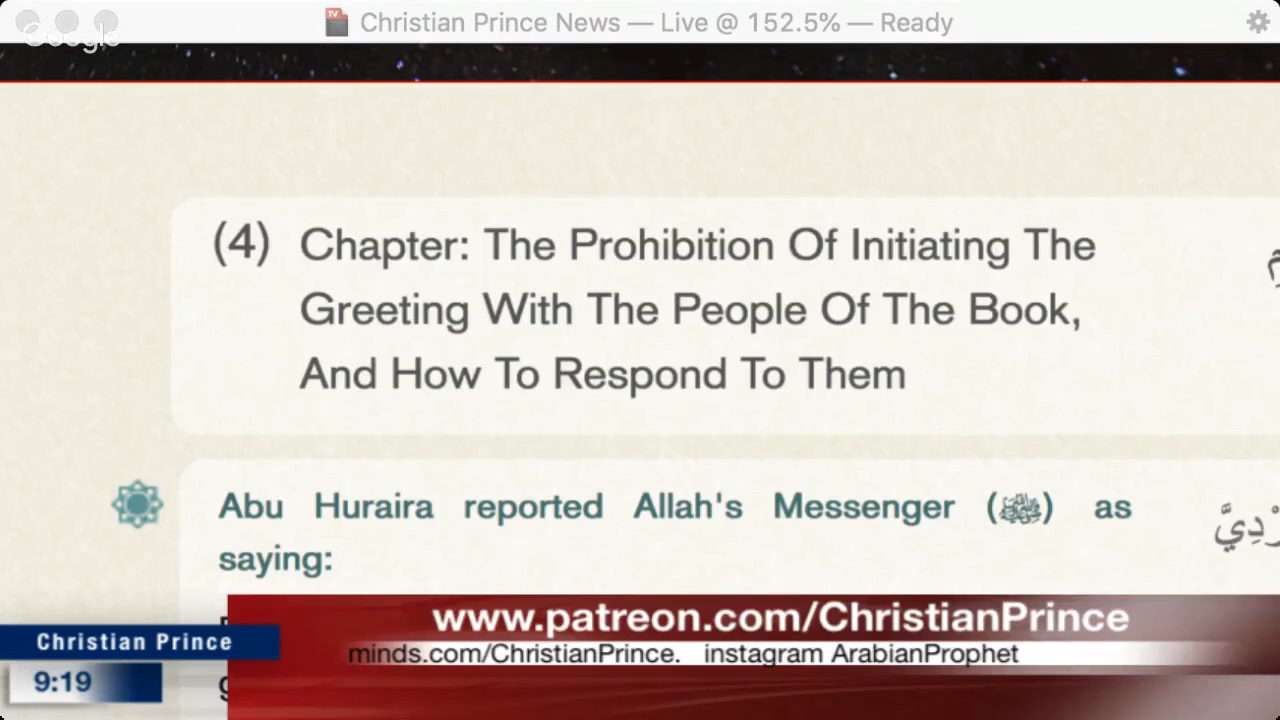 Christian Prince News — Live @ 152.5% — Ready
Google
(4) Chapter: The Prohibition Of Initiating The
Greeting With The People Of The Book,
And How To Respond To Them
Abu Huraira reported Allah's Messenger (ﷺ) as
saying:
www.patreon.com/ChristianPrince
Christian Prince
minds.com/ChristianPrince. instagram ArabianProphet
9:19